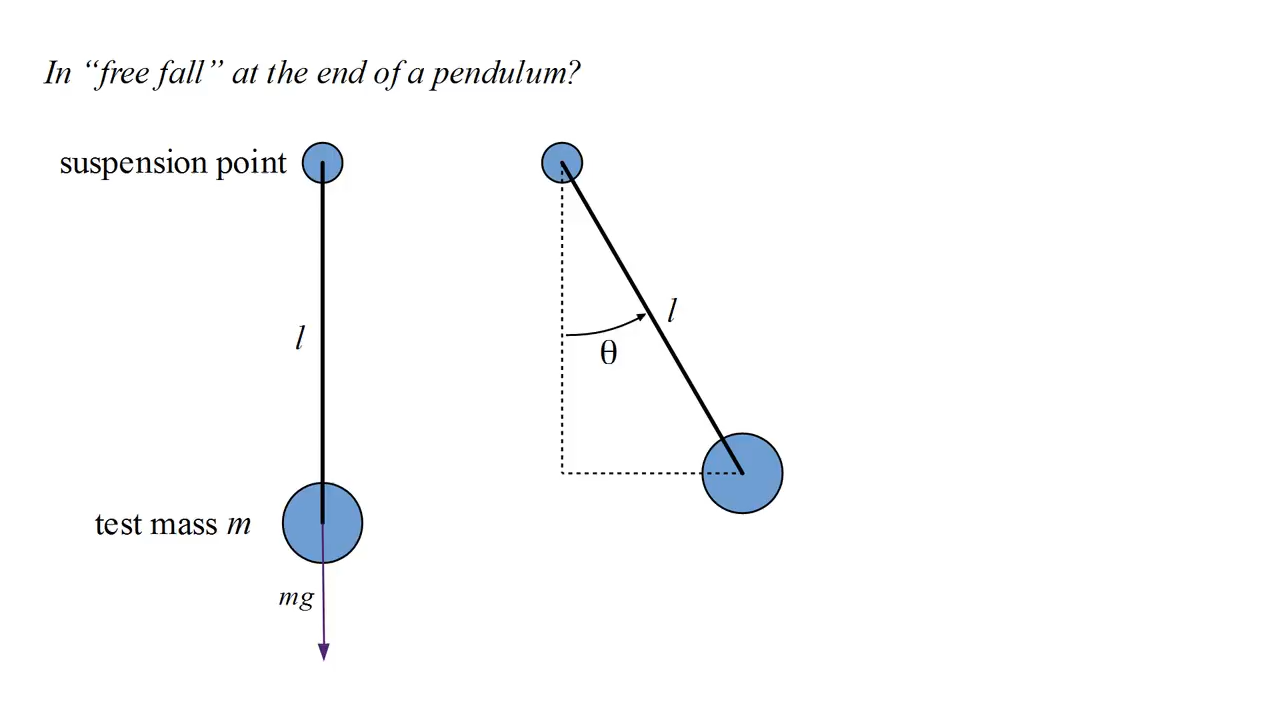 In “free fall” at the end of a pendulum?
suspension point
l
l
θ
test mass m
mg